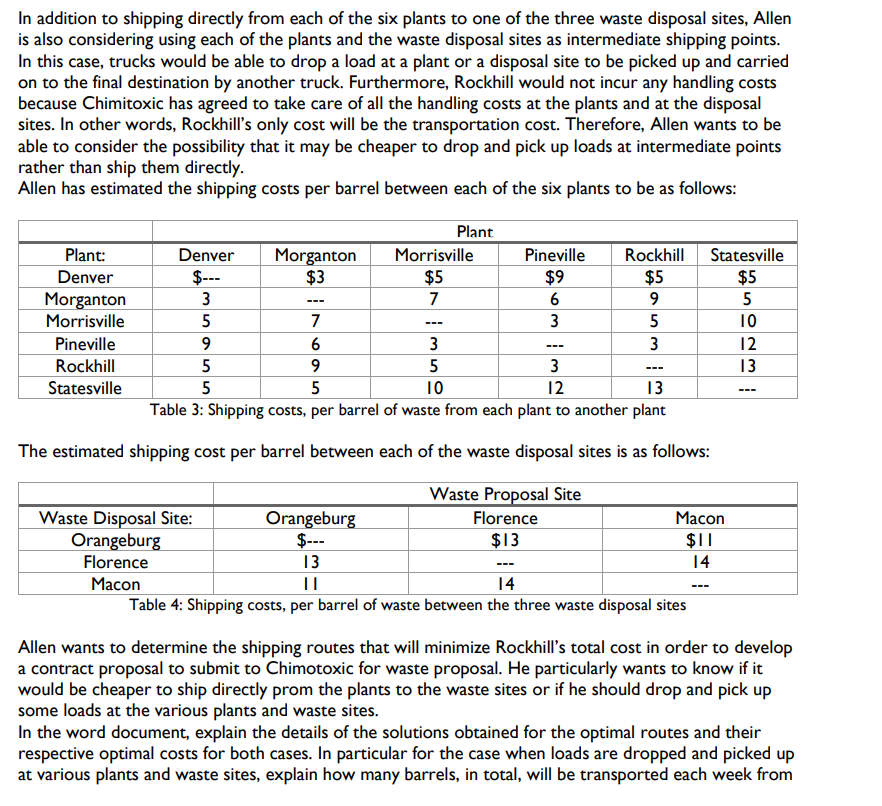 In addition to shipping directly from each of the six plants to one of the three waste disposal sites, Allen
is also considering using each of the plants and the waste disposal sites as intermediate shipping points.
In this case, trucks would be able to drop a load at a plant or a disposal site to be picked up and carried
on to the final destination by another truck. Furthermore, Rockhill would not incur any handling costs
because Chimitoxic has agreed to take care of all the handling costs at the plants and at the disposal
sites. In other words, Rockhill's only cost will be the transportation cost. Therefore, Allen wants to be
able to consider the possibility that it may be cheaper to drop and pick up loads at intermediate points
rather than ship them directly.
Allen has estimated the shipping costs per barrel between each of the six plants to be as follows:
Plant
Plant: Denver Morganton Morrisville Pineville Rockhill Statesville
Denver $--- $3 $5 $9 $5 $5
Morganton 3 --- 7 6 9 5
Morrisville 5 7 --- 3 5 10
Pineville 9 6 3 --- 3 12
Rockhill 5 9 5 3 --- 13
Statesville 5 5 10 12 13 ---
Table 3: Shipping costs, per barrel of waste from each plant to another plant
The estimated shipping cost per barrel between each of the waste disposal sites is as follows:
Waste Proposal Site
Waste Disposal Site: Orangeburg Florence Macon
Orangeburg $--- $13 $11
Florence 13 --- 14
Macon 11 14 ---
Table 4: Shipping costs, per barrel of waste between the three waste disposal sites
Allen wants to determine the shipping routes that will minimize Rockhill's total cost in order to develop
a contract proposal to submit to Chimotoxic for waste proposal. He particularly wants to know if it
would be cheaper to ship directly prom the plants to the waste sites or if he should drop and pick up
some loads at the various plants and waste sites.
In the word document, explain the details of the solutions obtained for the optimal routes and their
respective optimal costs for both cases. In particular for the case when loads are dropped and picked up
at various plants and waste sites, explain how many barrels, in total, will be transported each week from